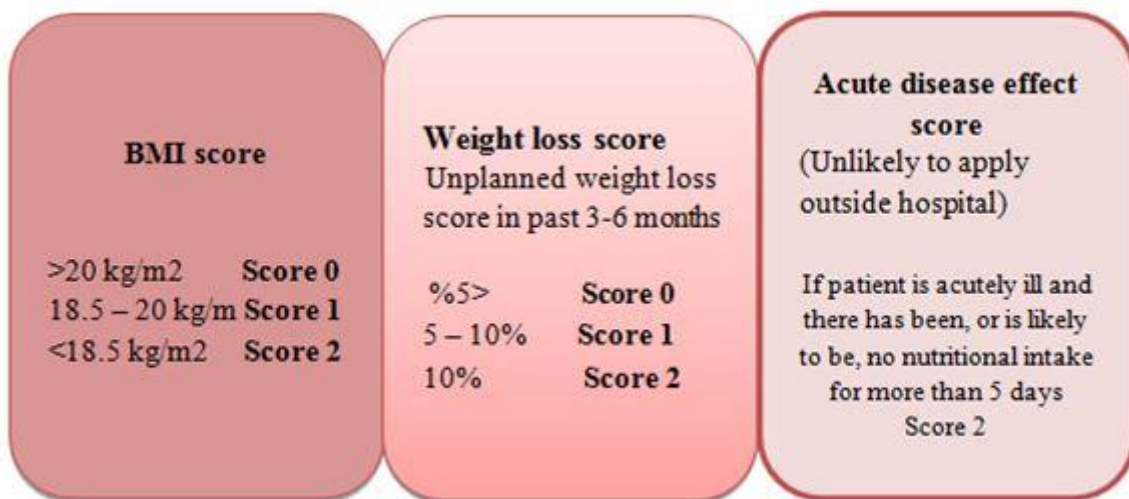 BMI score
>20 kg/m2 Score 0
18.5 – 20 kg/m Score 1
<18.5 kg/m2 Score 2
Weight loss score
Unplanned weight loss
score in past 3-6 months
%5> Score 0
5 – 10% Score 1
10% Score 2
Acute disease effect
score
(Unlikely to apply
outside hospital)
If patient is acutely ill and
there has been, or is likely
to be, no nutritional intake
for more than 5 days
Score 2